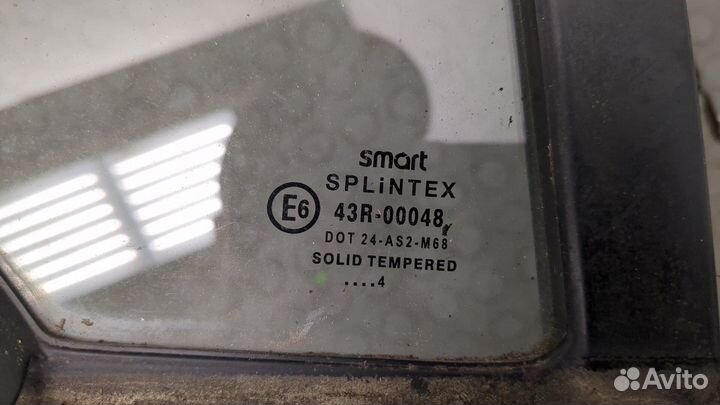 smart
SPLiNTEX
E6 43R-00048
DOT 24-AS2-M68
SOLID TEMPERED
....4
Avito